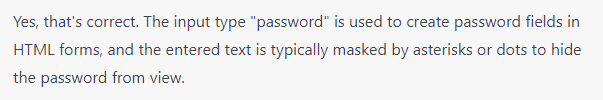 Yes, that's correct. The input type "password" is used to create password fields in
HTML forms, and the entered text is typically masked by asterisks or dots to hide
the password from view.